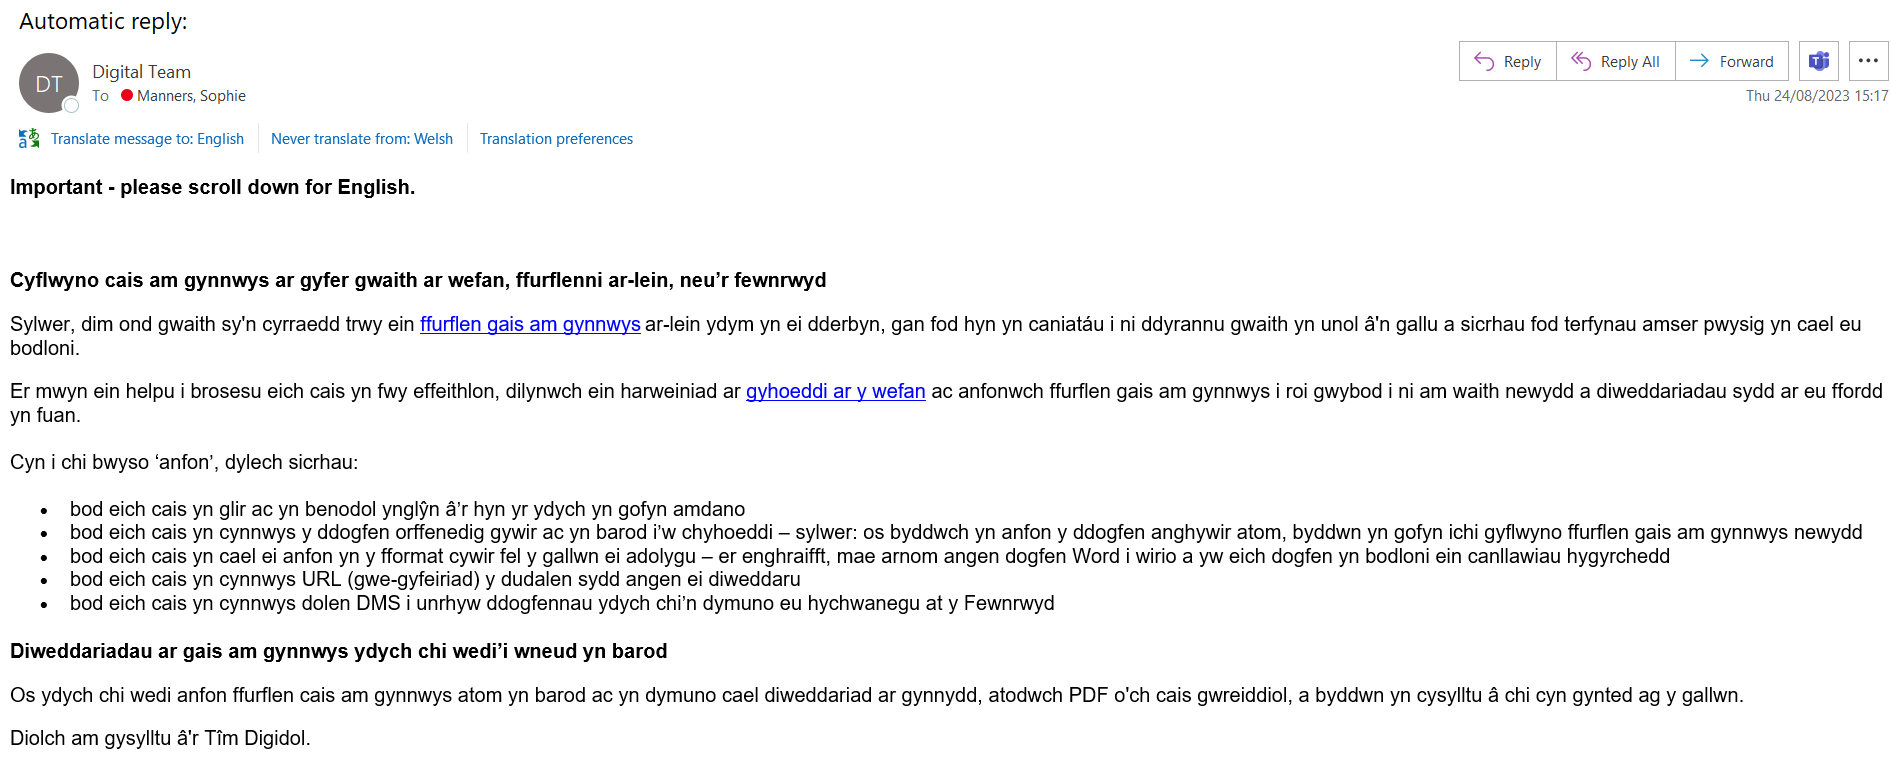 Automatic reply:
DT
Digital Team
To Manners, Sophie
Reply
Reply All
Forward
Thu 24/08/2023 15:17
Translate message to: English
Never translate from: Welsh
Translation preferences
Important - please scroll down for English.
Cyflwyno cais am gynnwys ar gyfer gwaith ar wefan, ffurflenni ar-lein, neu’r fewnrwyd
Sylwer, dim ond gwaith sy'n cyrraedd trwy ein ffurflen gais am gynnwys ar-lein ydym yn ei dderbyn, gan fod hyn yn caniatáu i ni ddyrannu gwaith yn unol â'n gallu a sicrhau fod terfynau amser pwysig yn cael eu
bodloni.
Er mwyn ein helpu i brosesu eich cais yn fwy effeithlon, dilynwch ein harweiniad ar gyhoeddi ar y wefan ac anfonwch ffurflen gais am gynnwys i roi gwybod i ni am waith newydd a diweddariadau sydd ar eu ffordd
yn fuan.
Cyn i chi bwyso ‘anfon’, dylech sicrhau:
• bod eich cais yn glir ac yn benodol ynglŷn â’r hyn yr ydych yn gofyn amdano
• bod eich cais yn cynnwys y ddogfen orffenedig gywir ac yn barod i’w chyhoeddi – sylwer: os byddwch yn anfon y ddogfen anghywir atom, byddwn yn gofyn ichi gyflwyno ffurflen gais am gynnwys newydd
• bod eich cais yn cael ei anfon yn y fformat cywir fel y gallwn ei adolygu – er enghraifft, mae arnom angen dogfen Word i wirio a yw eich dogfen yn bodloni ein canllawiau hygyrchedd
• bod eich cais yn cynnwys URL (gwe-gyfeiriad) y dudalen sydd angen ei diweddaru
• bod eich cais yn cynnwys dolen DMS i unrhyw ddogfennau ydych chi’n dymuno eu hychwanegu at y Fewnrwyd
Diweddariadau ar gais am gynnwys ydych chi wedi’i wneud yn barod
Os ydych chi wedi anfon ffurflen cais am gynnwys atom yn barod ac yn dymuno cael diweddariad ar gynnydd, atodwch PDF o'ch cais gwreiddiol, a byddwn yn cysylltu â chi cyn gynted ag y gallwn.
Diolch am gysylltu â'r Tîm Digidol.